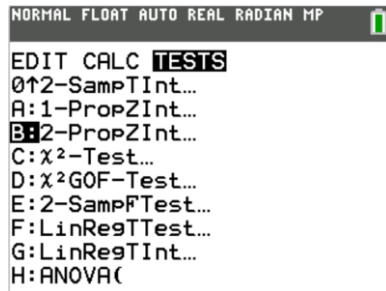 NORMAL FLOAT AUTO REAL RADIAN MP
EDIT CALC TESTS
0↑2-SampTInt…
A:1-PropZInt…
B:2-PropZInt…
C:χ²-Test…
D:χ²GOF-Test…
E:2-SampFTest…
F:LinRegTTest…
G:LinRegTInt…
H:ANOVA(